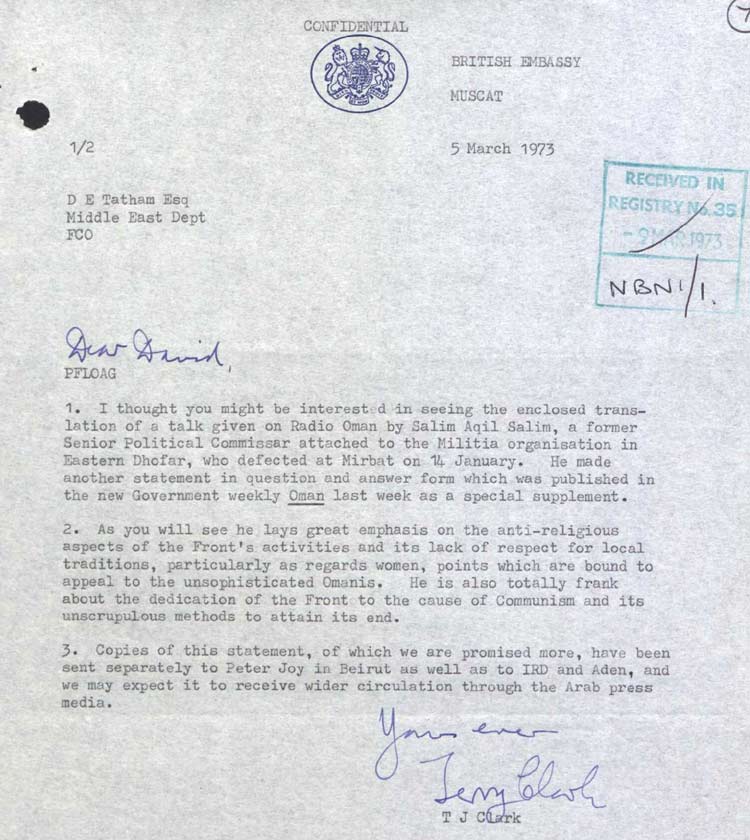 CONFIDENTIAL
BRITISH EMBASSY
MUSCAT
1/2
5 March 1973
RECEIVED IN
REGISTRY No. 35
- 9 MAR 1973
NBN 1/1.
D E Tatham Esq
Middle East Dept
FCO
Dear David,
PFLOAG
1. I thought you might be interested in seeing the enclosed trans-
lation of a talk given on Radio Oman by Salim Aqil Salim, a former
Senior Political Commissar attached to the Militia organisation in
Eastern Dhofar, who defected at Mirbat on 14 January. He made
another statement in question and answer form which was published in
the new Government weekly Oman last week as a special supplement.
2. As you will see he lays great emphasis on the anti-religious
aspects of the Front's activities and its lack of respect for local
traditions, particularly as regards women, points which are bound to
appeal to the unsophisticated Omanis. He is also totally frank
about the dedication of the Front to the cause of Communism and its
unscrupulous methods to attain its end.
3. Copies of this statement, of which we are promised more, have been
sent separately to Peter Joy in Beirut as well as to IRD and Aden, and
we may expect it to receive wider circulation through the Arab press
media.
Yours ever
Terry Clark
T J Clark